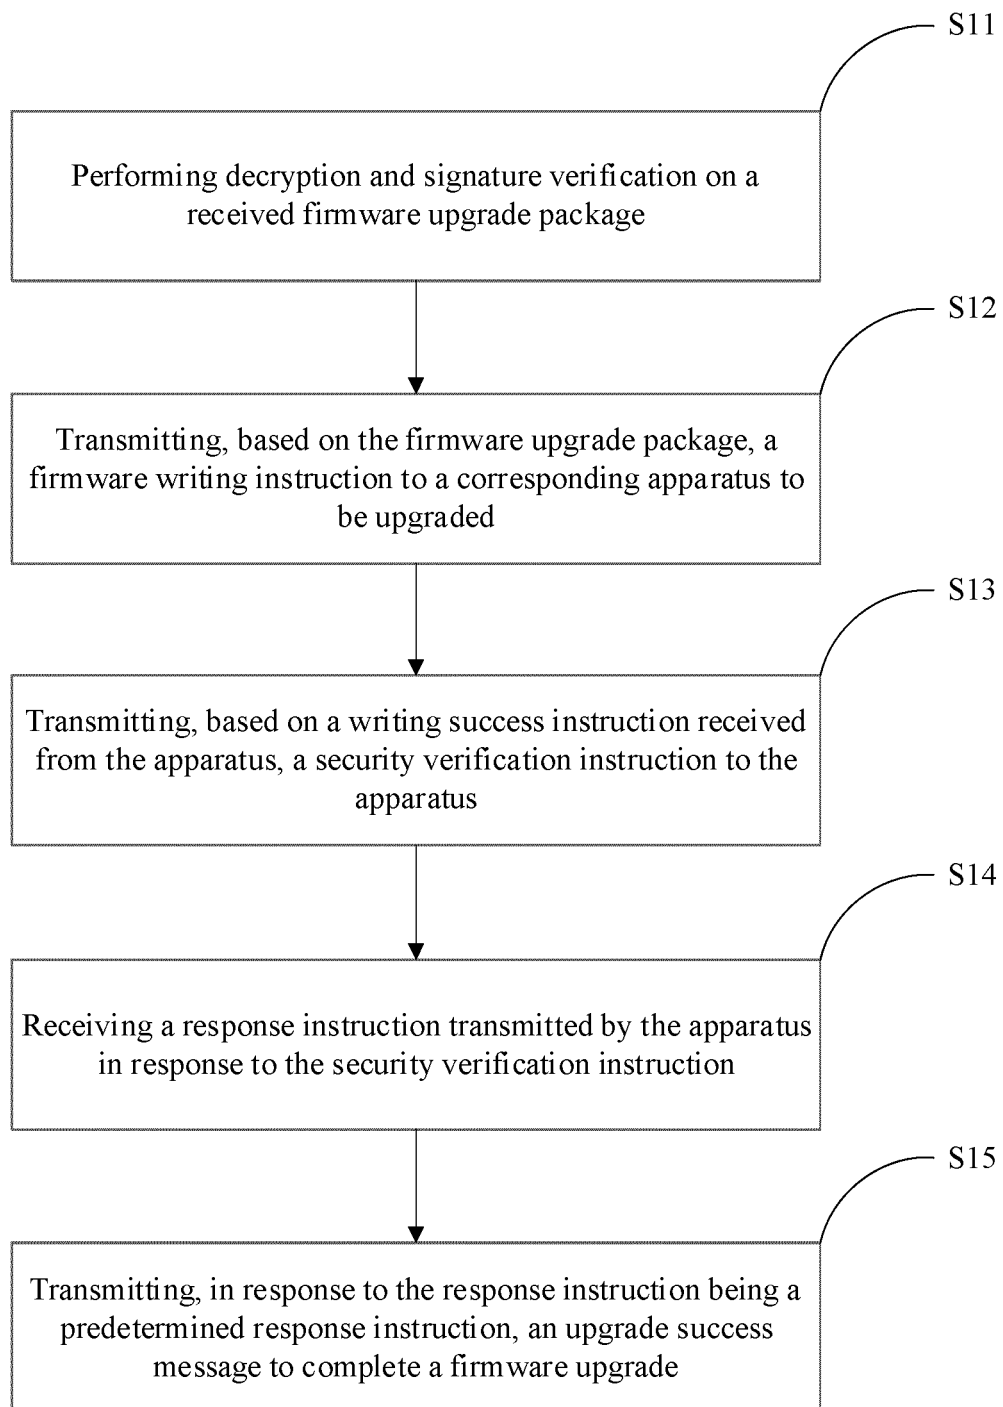 S11
Performing decryption and signature verification on a
received firmware upgrade package
S12
Transmitting, based on the firmware upgrade package, a
firmware writing instruction to a corresponding apparatus to
be upgraded
S13
Transmitting, based on a writing success instruction received
from the apparatus, a security verification instruction to the
apparatus
S14
Receiving a response instruction transmitted by the apparatus
in response to the security verification instruction
S15
Transmitting, in response to the response instruction being a
predetermined response instruction, an upgrade success
message to complete a firmware upgrade